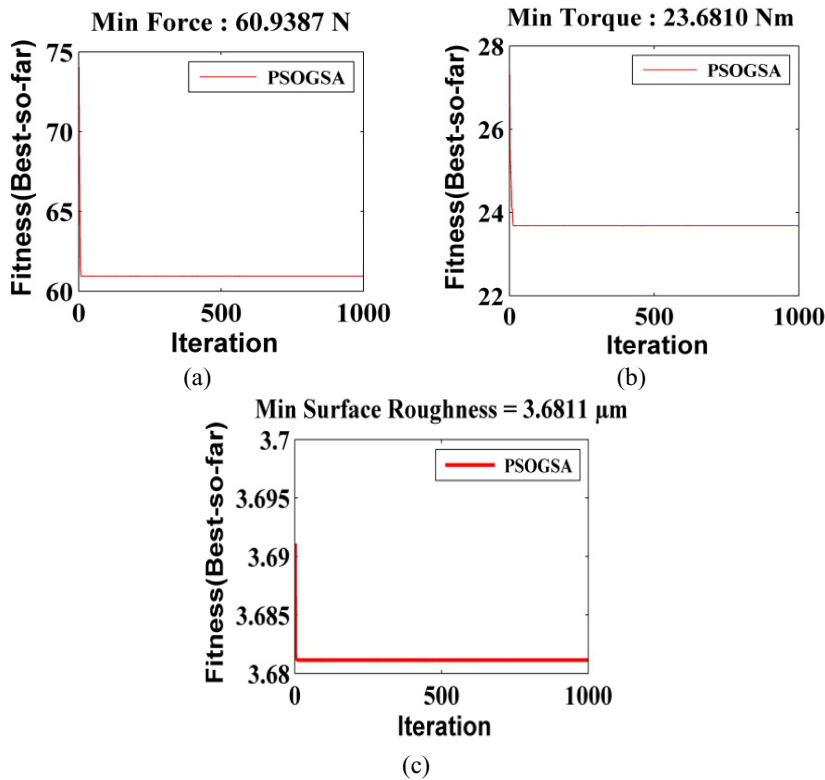 Min Force : 60.9387 N
75
70
65
60
Fitness(Best-so-far)
PSOGSA
0
500
1000
Iteration
(a)
Min Torque : 23.6810 Nm
28
26
24
22
Fitness(Best-so-far)
PSOGSA
0
500
1000
Iteration
(b)
Min Surface Roughness = 3.6811 μm
3.7
3.695
3.69
3.685
3.68
Fitness(Best-so-far)
PSOGSA
0
500
1000
Iteration
(c)